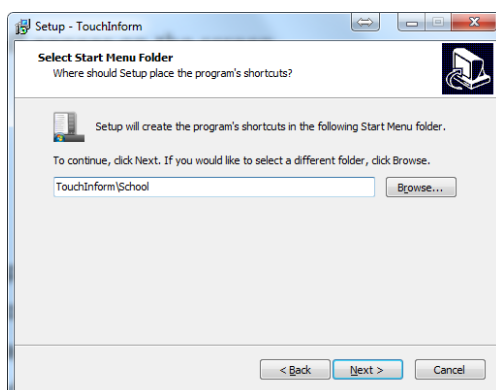 Setup - TouchInform
Select Start Menu Folder
Where should Setup place the program's shortcuts?
Setup will create the program's shortcuts in the following Start Menu folder.
To continue, click Next. If you would like to select a different folder, click Browse.
TouchInform\School
Browse...
< Back
Next >
Cancel